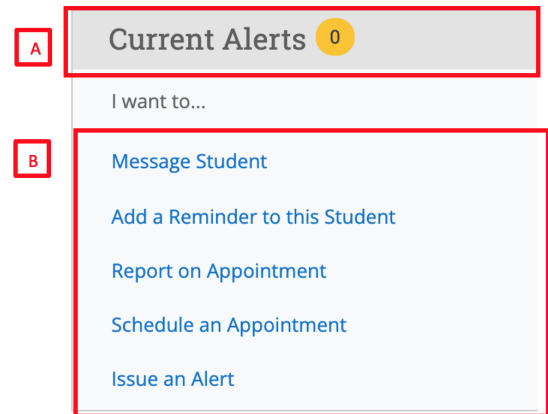 A
Current Alerts 0
I want to...
B
Message Student
Add a Reminder to this Student
Report on Appointment
Schedule an Appointment
Issue an Alert